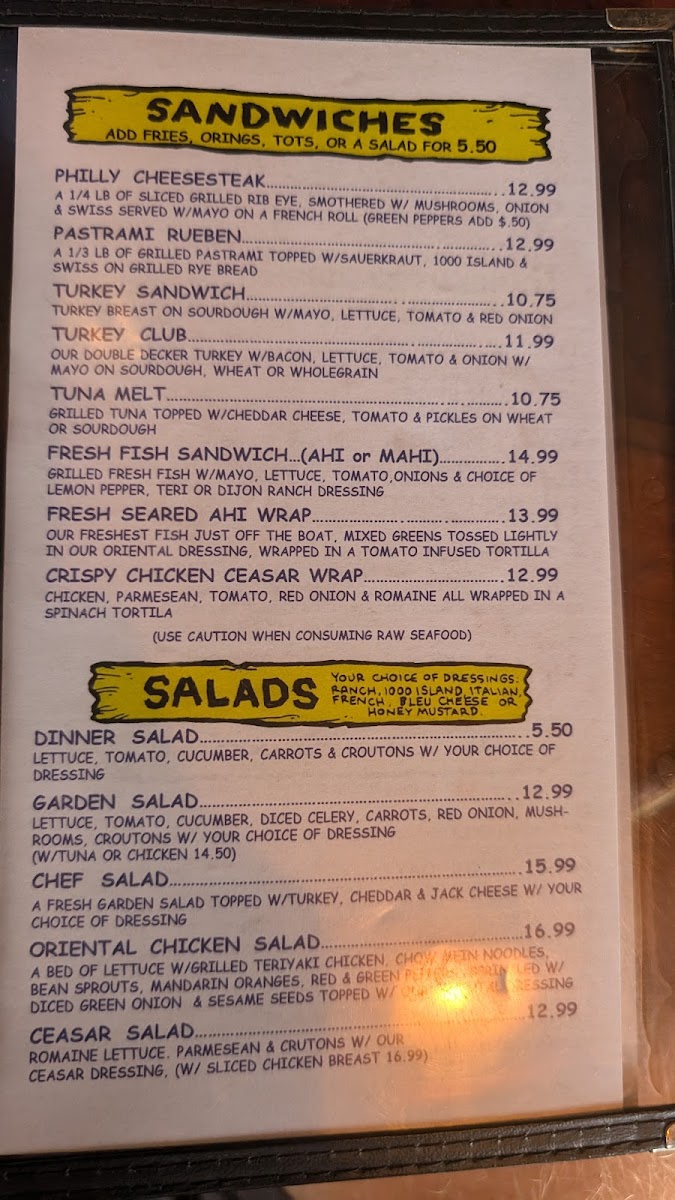 SANDWICHES
ADD FRIES, ORINGS, TOTS, OR A SALAD FOR 5.50
PHILLY CHEESESTEAK....................................................12.99
A 1/4 LB OF SLICED GRILLED RIB EYE, SMOTHERED W/ MUSHROOMS, ONION
& SWISS SERVED W/MAYO ON A FRENCH ROLL (GREEN PEPPERS ADD $.50)
PASTRAMI RUEBEN....................................................12.99
A 1/3 LB OF GRILLED PASTRAMI TOPPED W/SAUERKRAUT, 1000 ISLAND &
SWISS ON GRILLED RYE BREAD
TURKEY SANDWICH....................................................10.75
TURKEY BREAST ON SOURDOUGH W/MAYO, LETTUCE, TOMATO & RED ONION
TURKEY CLUB....................................................11.99
OUR DOUBLE DECKER TURKEY W/BACON, LETTUCE, TOMATO & ONION W/
MAYO ON SOURDOUGH, WHEAT OR WHOLEGRAIN
TUNA MELT....................................................10.75
GRILLED TUNA TOPPED W/CHEDDAR CHEESE, TOMATO & PICKLES ON WHEAT
OR SOURDOUGH
FRESH FISH SANDWICH...(AHI or MAHI)................14.99
GRILLED FRESH FISH W/MAYO, LETTUCE, TOMATO,ONIONS & CHOICE OF
LEMON PEPPER, TERI OR DIJON RANCH DRESSING
FRESH SEARED AHI WRAP........................................13.99
OUR FRESHEST FISH JUST OFF THE BOAT, MIXED GREENS TOSSED LIGHTLY
IN OUR ORIENTAL DRESSING, WRAPPED IN A TOMATO INFUSED TORTILLA
CRISPY CHICKEN CEASAR WRAP..............................12.99
CHICKEN, PARMESEAN, TOMATO, RED ONION & ROMAINE ALL WRAPPED IN A
SPINACH TORTILA
(USE CAUTION WHEN CONSUMING RAW SEAFOOD)
SALADS
YOUR CHOICE OF DRESSINGS:
RANCH, 1000 ISLAND, ITALIAN,
FRENCH, BLEU CHEESE OR
HONEY MUSTARD.
DINNER SALAD....................................................5.50
LETTUCE, TOMATO, CUCUMBER, CARROTS & CROUTONS W/ YOUR CHOICE OF
DRESSING
GARDEN SALAD....................................................12.99
LETTUCE, TOMATO, CUCUMBER, DICED CELERY, CARROTS, RED ONION, MUSH-
ROOMS, CROUTONS W/ YOUR CHOICE OF DRESSING
(W/TUNA OR CHICKEN 14.50)
CHEF SALAD....................................................15.99
A FRESH GARDEN SALAD TOPPED W/TURKEY, CHEDDAR & JACK CHEESE W/ YOUR
CHOICE OF DRESSING
ORIENTAL CHICKEN SALAD....................................16.99
A BED OF LETTUCE W/GRILLED TERIYAKI CHICKEN, CHOW MEIN NOODLES,
BEAN SPROUTS, MANDARIN ORANGES, RED & GREEN W/
DICED GREEN ONION & SESAME SEEDS TOPPED W/ DRESSING
CEASAR SALAD....................................................12.99
ROMAINE LETTUCE, PARMESEAN & CRUTONS W/ OUR
CEASAR DRESSING, (W/ SLICED CHICKEN BREAST 16.99)